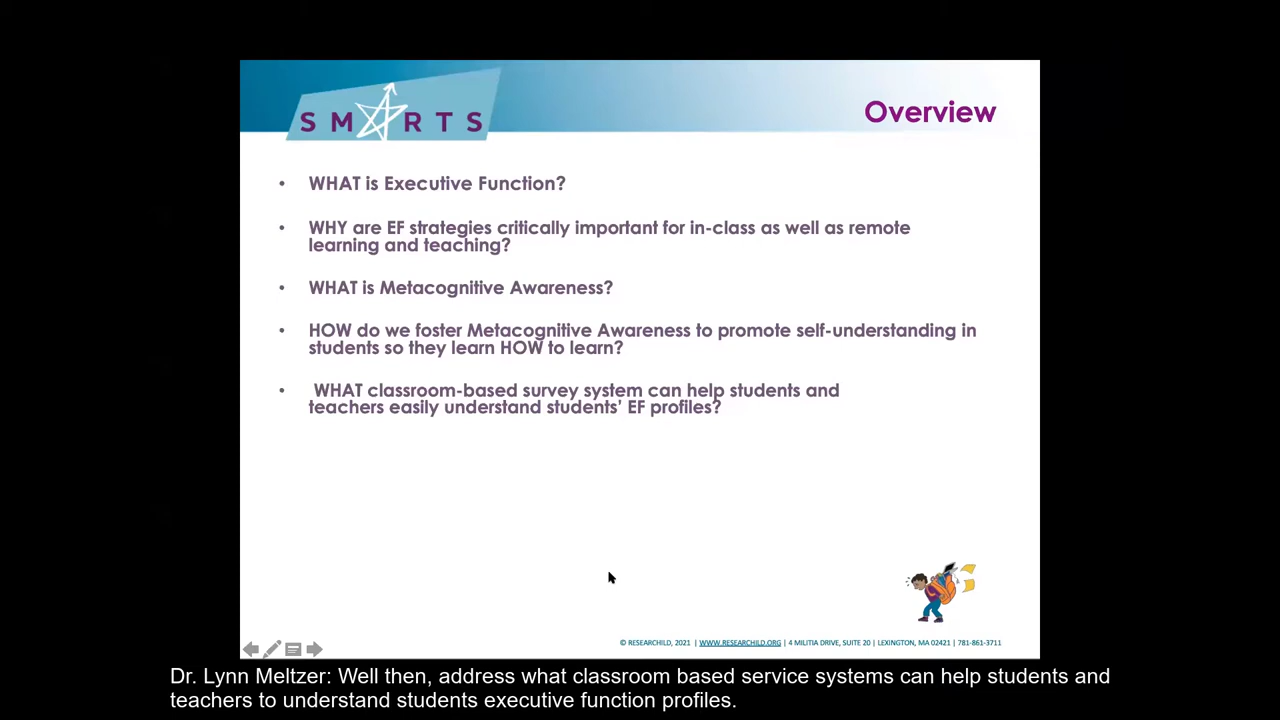 SMARTS
Overview
• WHAT is Executive Function?
• WHY are EF strategies critically important for in-class as well as remote
learning and teaching?
• WHAT is Metacognitive Awareness?
• HOW do we foster Metacognitive Awareness to promote self-understanding in
students so they learn HOW to learn?
• WHAT classroom-based survey system can help students and
teachers easily understand students’ EF profiles?
© RESEARCHILD, 2021 | WWW.RESEARCHILD.ORG | 4 MILITIA DRIVE, SUITE 20 | LEXINGTON, MA 02421 | 781-861-3711
Dr. Lynn Meltzer: Well then, address what classroom based service systems can help students and
teachers to understand students executive function profiles.